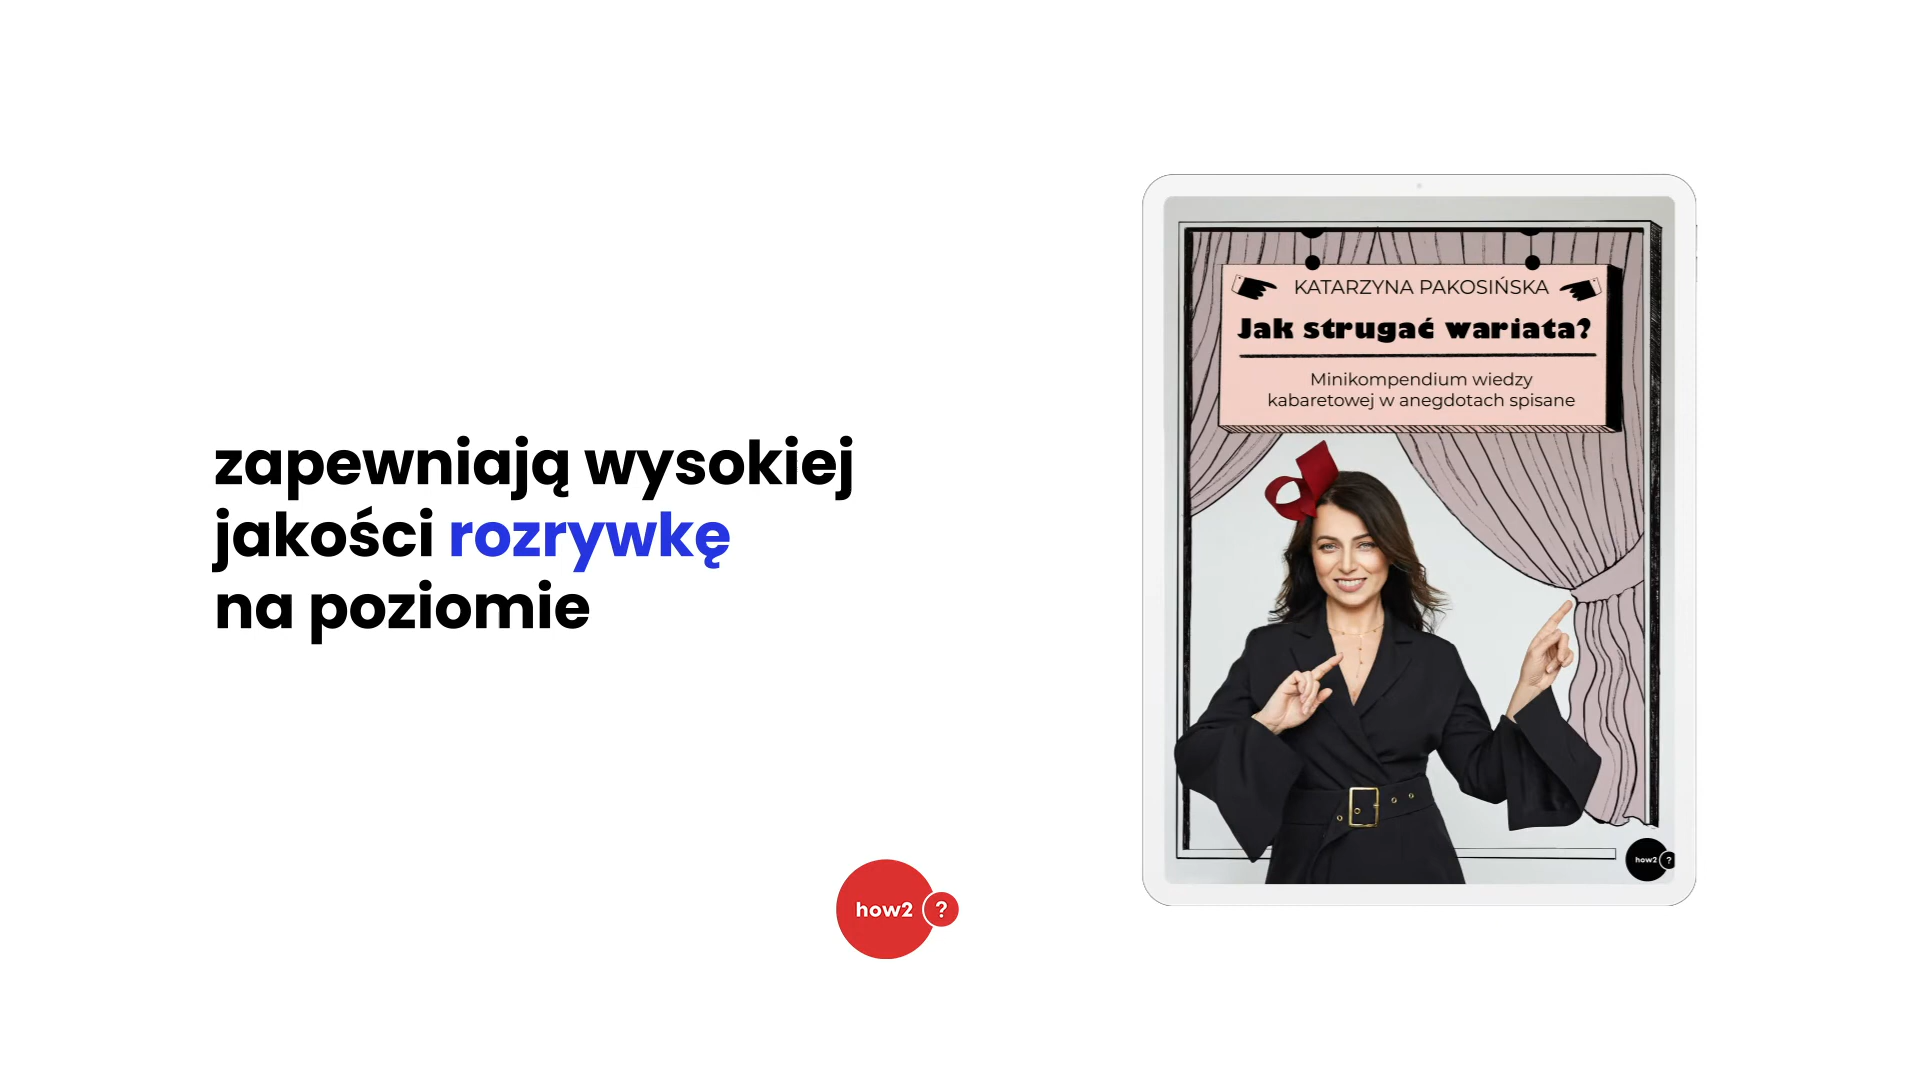 zapewniają wysokiej
jakości rozrywkę
na poziomie
how2 ?
KATARZYNA PAKOSIŃSKA
Jak strugać wariata?
Minikompendium wiedzy
kabaretowej w anegdotach spisane
how2 ?